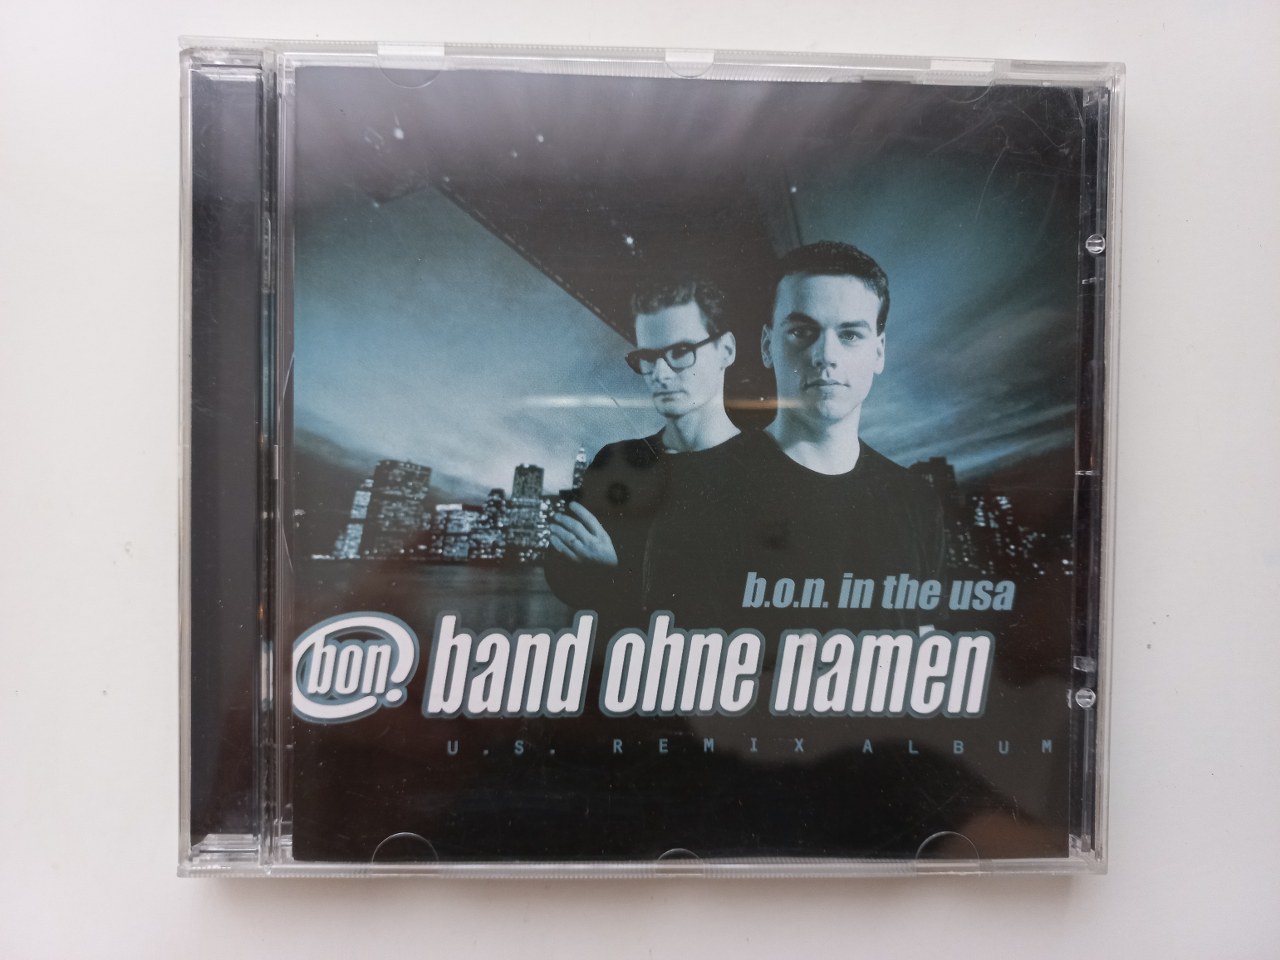 b.o.n. in the usa
bon? band ohne namen
U.S. REMIX ALBUM